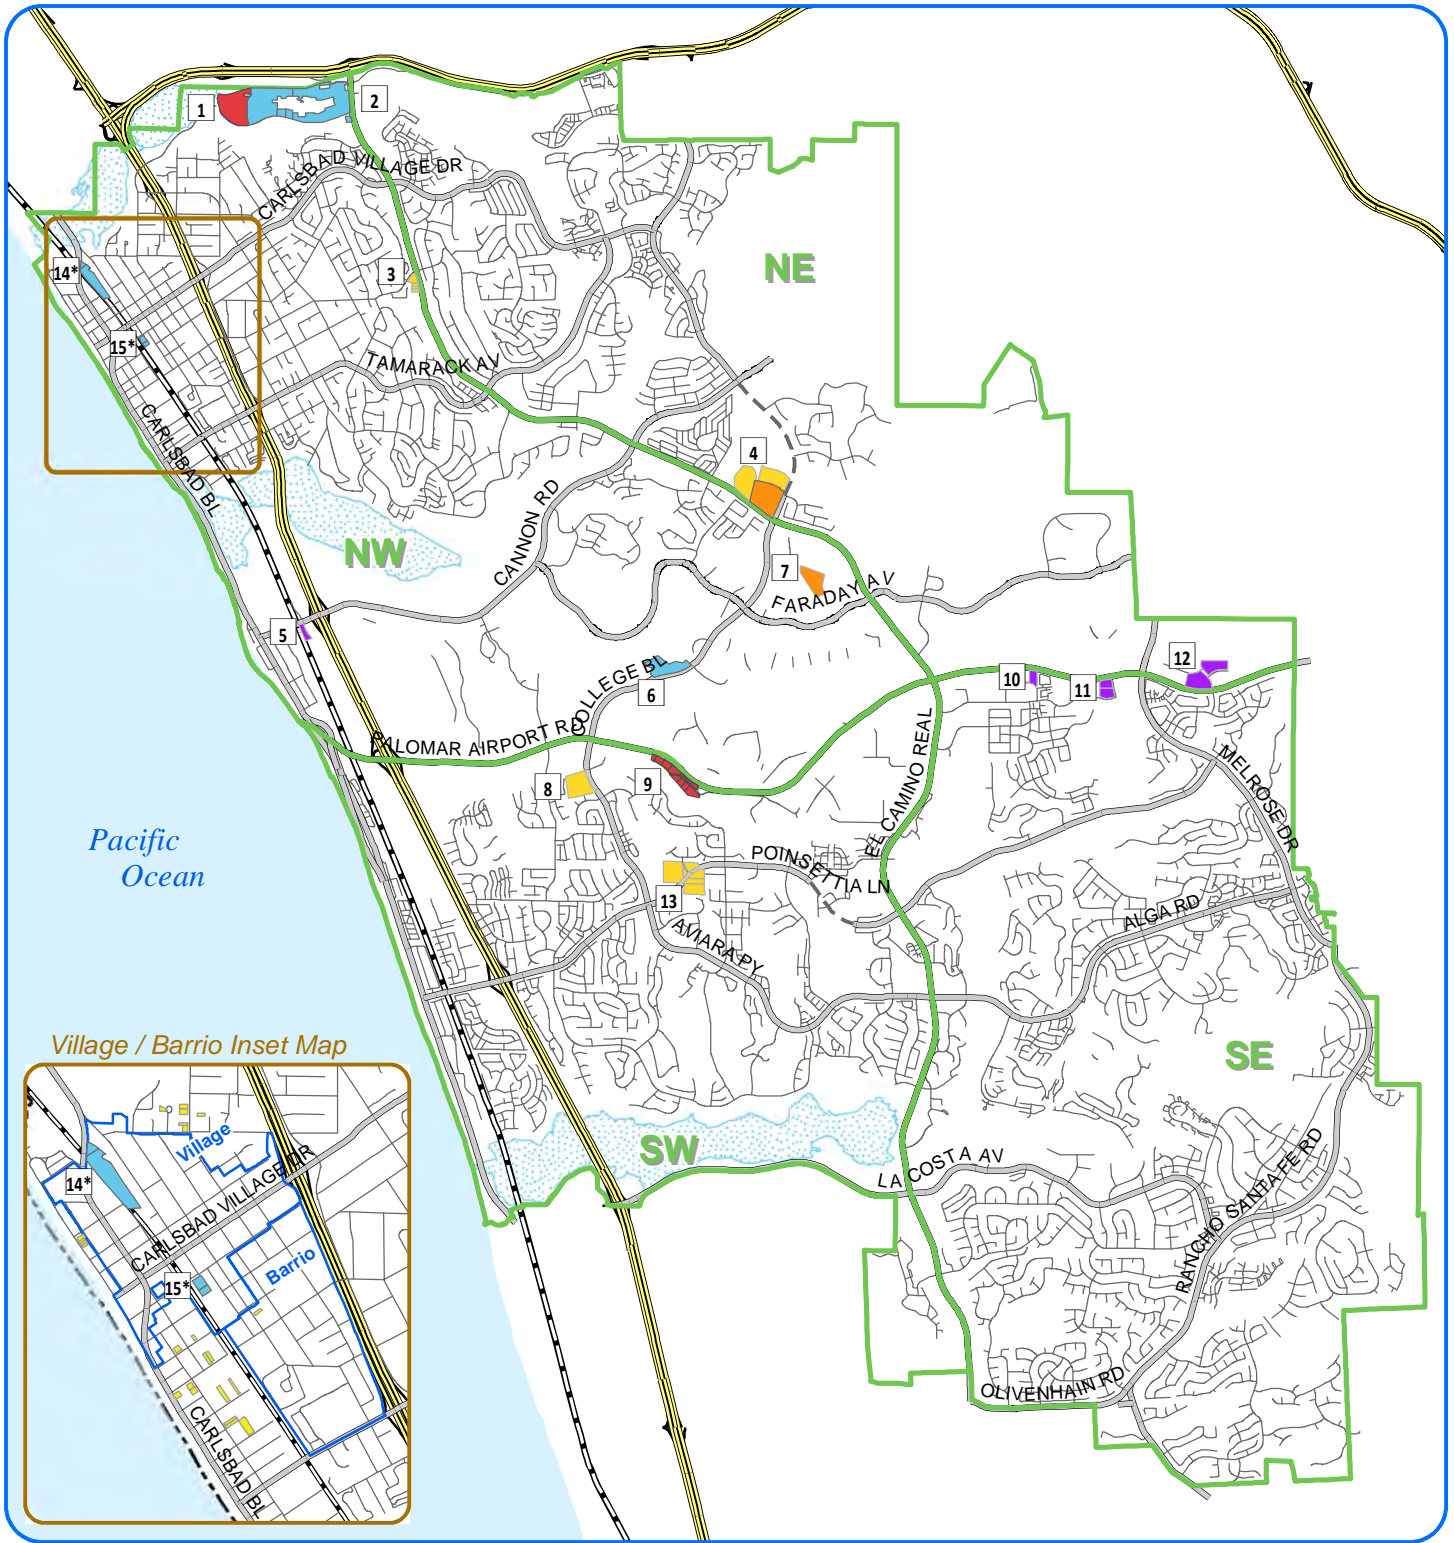 1
2
CARLSBAD VILLAGE DR
14*
3
NE
15*
TAMARACK AV
CARLSBAD BL
4
CANNON RD
NW
7
FARADAY AV
5
COLLEGE BL
6
10
11
12
PALOMAR AIRPORT RD
EL CAMINO REAL
MELROSE DR
8
9
Pacific
Ocean
POINSETTIA LN
13
ALGA RD
AVIARA PY
SE
SW
LA COSTA AV
RANCHO SANTA FE RD
OLIVENHAIN RD
Village / Barrio Inset Map
Village
14*
CARLSBAD VILLAGE DR
Barrio
15*
CARLSBAD BL